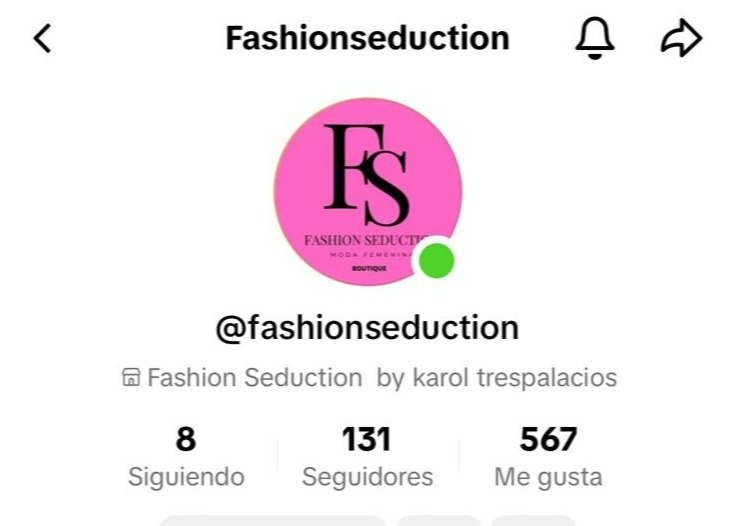 Fashionseduction
FS
FASHION SEDUCTIO
MODA FEMENINA
BOUTIQUE
@fashionseduction
Fashion Seduction by karol trespalacios
8 131 567
Siguiendo Seguidores Me gusta